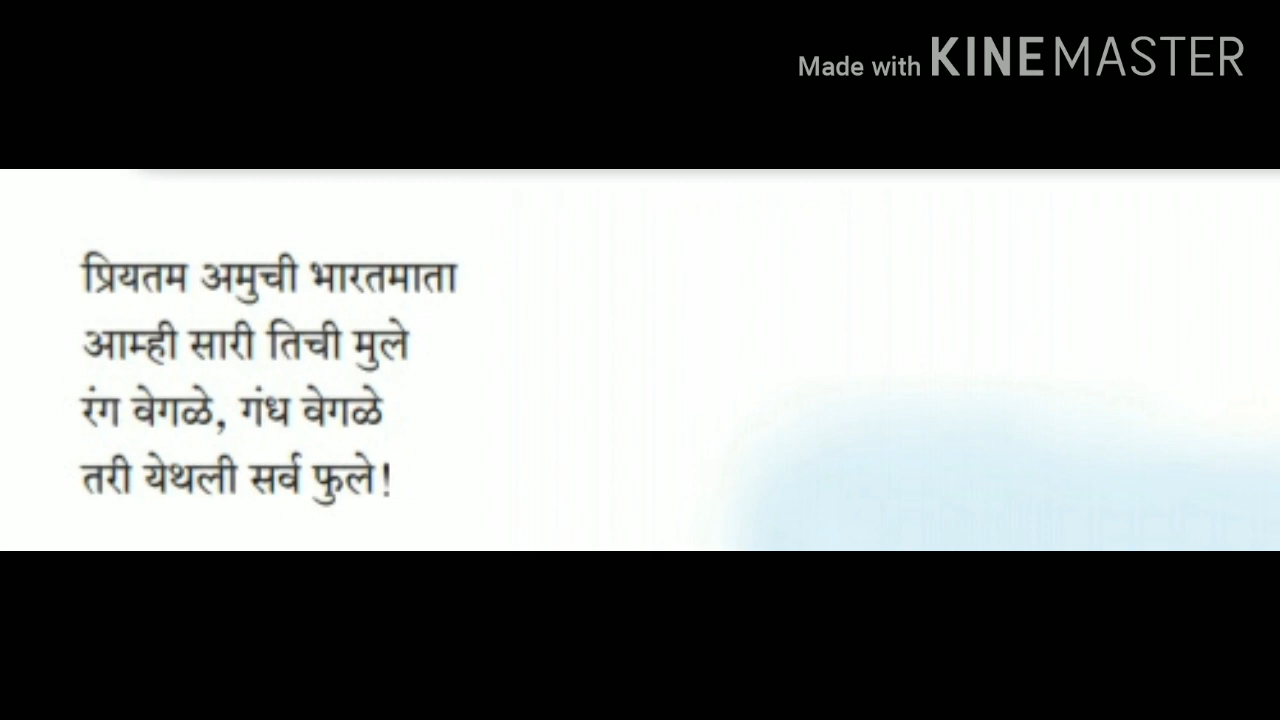 Made with KINEMASTER
प्रियतम अमुची भारतमाता
आम्ही सारी तिची मुले
रंग वेगळे, गंध वेगळे
तरी येथली सर्व फुले!